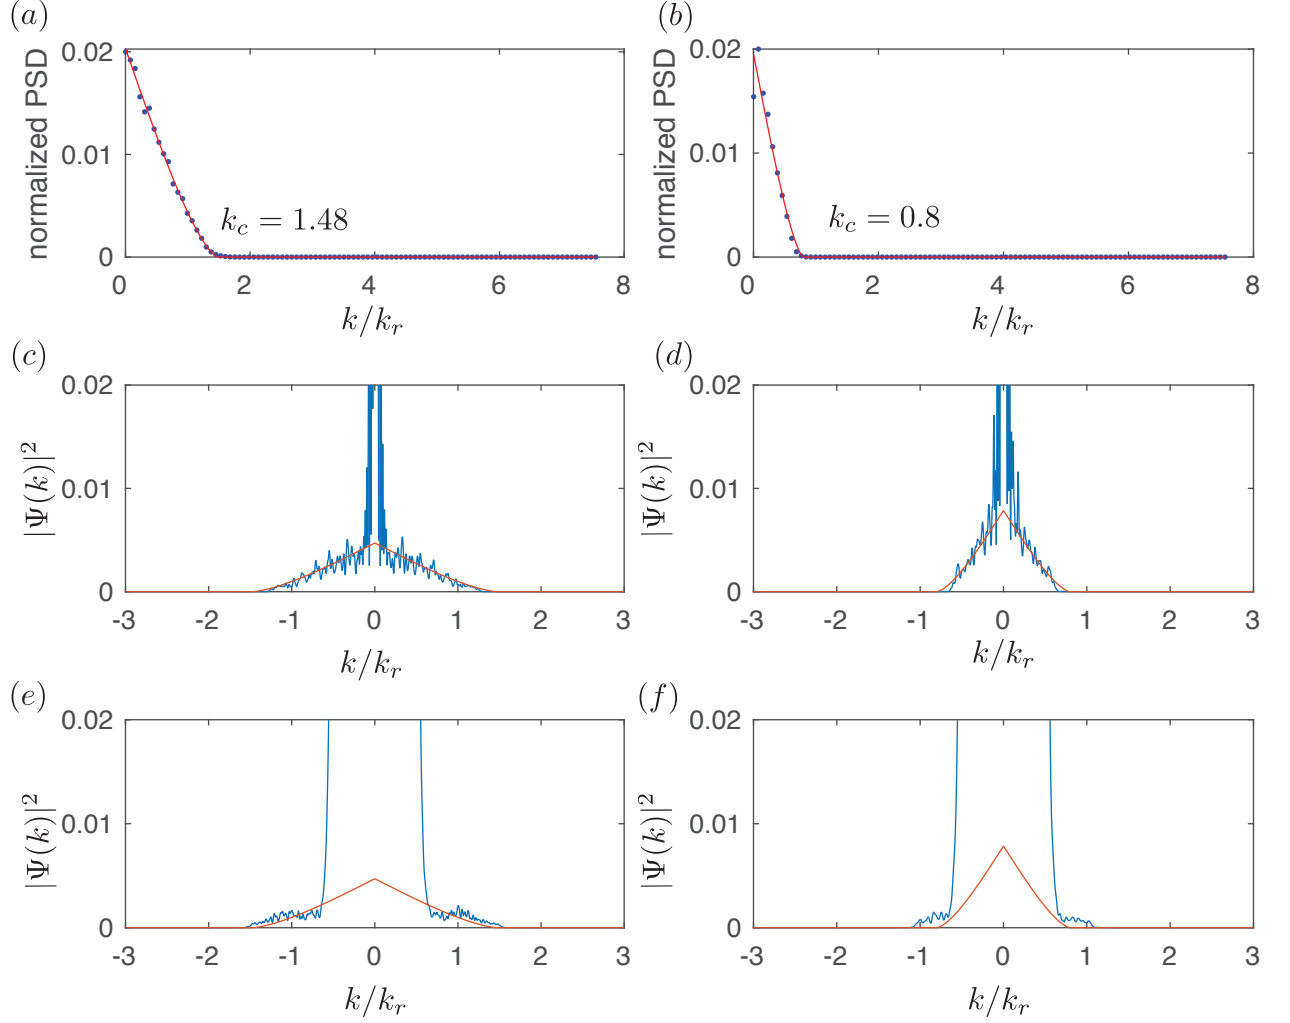 (a)
normalized PSD
0.02
0.01
0
k_c = 1.48
0 2 4 6 8
k/k_r
(b)
normalized PSD
0.02
0.01
0
k_c = 0.8
0 2 4 6 8
k/k_r
(c)
|Ψ(k)|²
0.02
0.01
0
-3 -2 -1 0 1 2 3
k/k_r
(d)
|Ψ(k)|²
0.02
0.01
0
-3 -2 -1 0 1 2 3
k/k_r
(e)
|Ψ(k)|²
0.02
0.01
0
-3 -2 -1 0 1 2 3
k/k_r
(f)
|Ψ(k)|²
0.02
0.01
0
-3 -2 -1 0 1 2 3
k/k_r